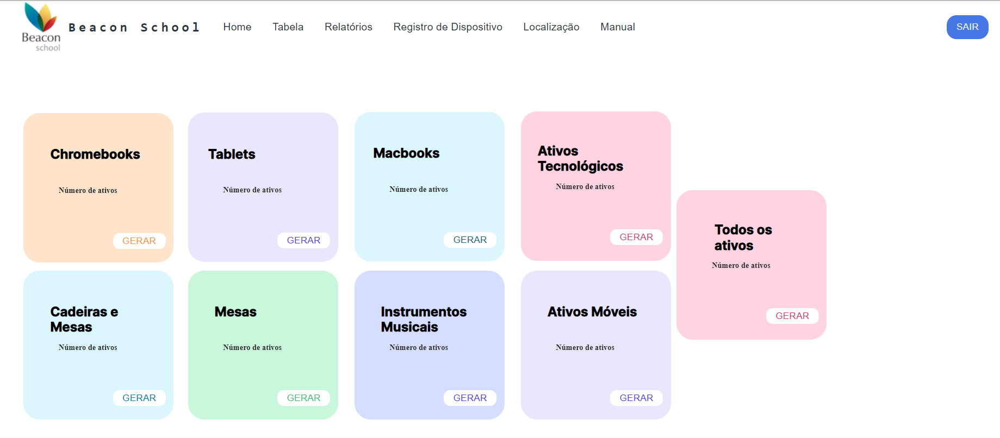 Beacon
school
Beacon School
Home
Tabela
Relatórios
Registro de Dispositivo
Localização
Manual
SAIR
Chromebooks
Número de ativos
GERAR
Tablets
Número de ativos
GERAR
Macbooks
Número de ativos
GERAR
Ativos
Tecnológicos
Número de ativos
GERAR
Todos os
ativos
Número de ativos
GERAR
Cadeiras e
Mesas
Número de ativos
GERAR
Mesas
Número de ativos
GERAR
Instrumentos
Musicais
Número de ativos
GERAR
Ativos Móveis
Número de ativos
GERAR